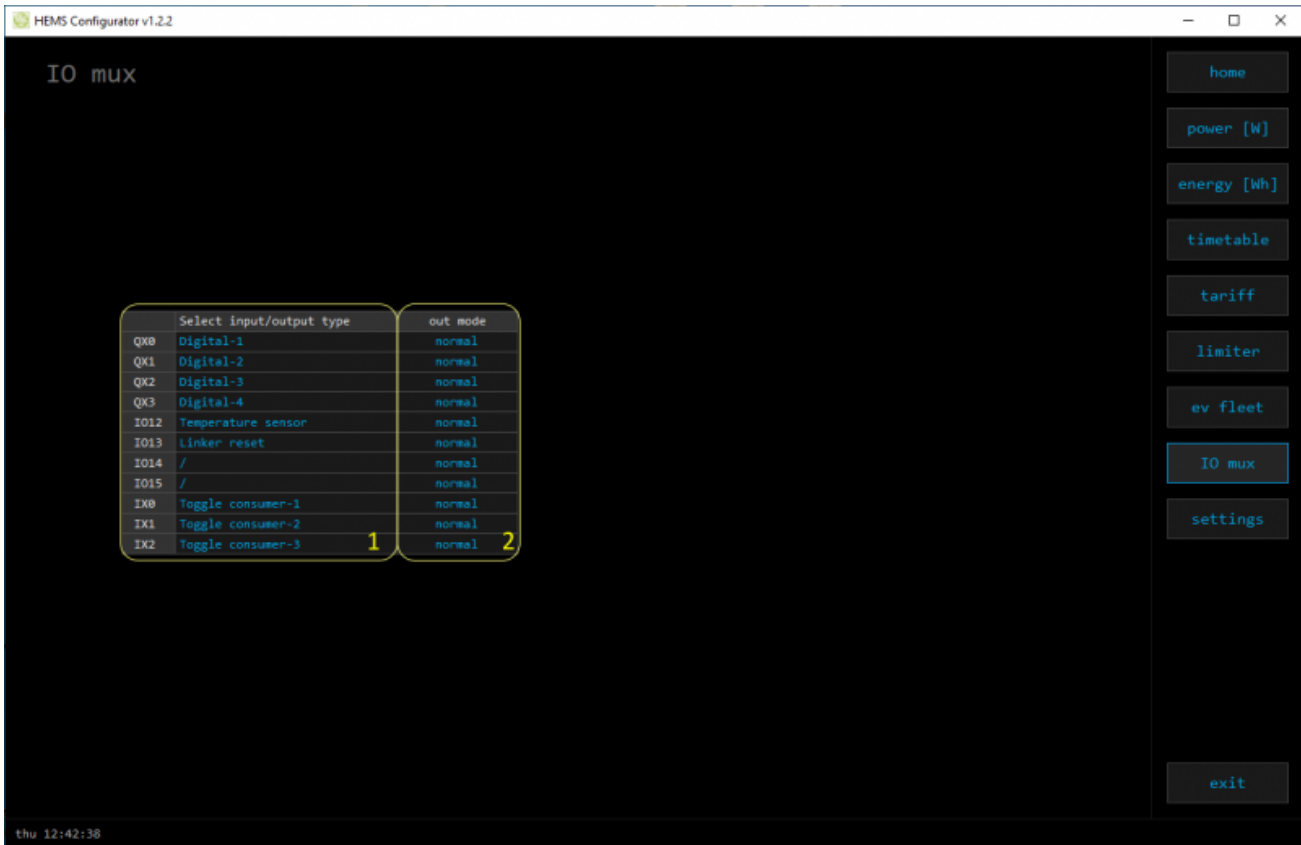 HEMS Configurator v1.2.2
IO mux
Select input/output type out mode
QX0 Digital-1 normal
QX1 Digital-2 normal
QX2 Digital-3 normal
QX3 Digital-4 normal
IO12 Temperature sensor normal
IO13 Linker reset normal
IO14 / normal
IO15 / normal
IX0 Toggle consumer-1 normal
IX1 Toggle consumer-2 normal
IX2 Toggle consumer-3 1 normal 2
home
power [W]
energy [Wh]
timetable
tariff
limiter
ev fleet
IO mux
settings
exit
thu 12:42:38